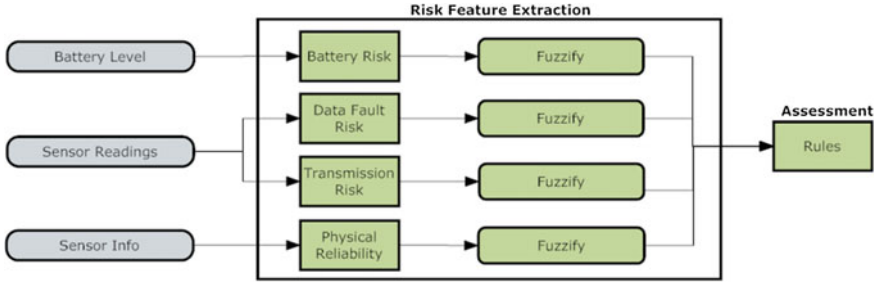 Risk Feature Extraction
Battery Level
Battery Risk
Fuzzify
Sensor Readings
Data Fault
Risk
Fuzzify
Transmission
Risk
Fuzzify
Sensor Info
Physical
Reliability
Fuzzify
Assessment
Rules